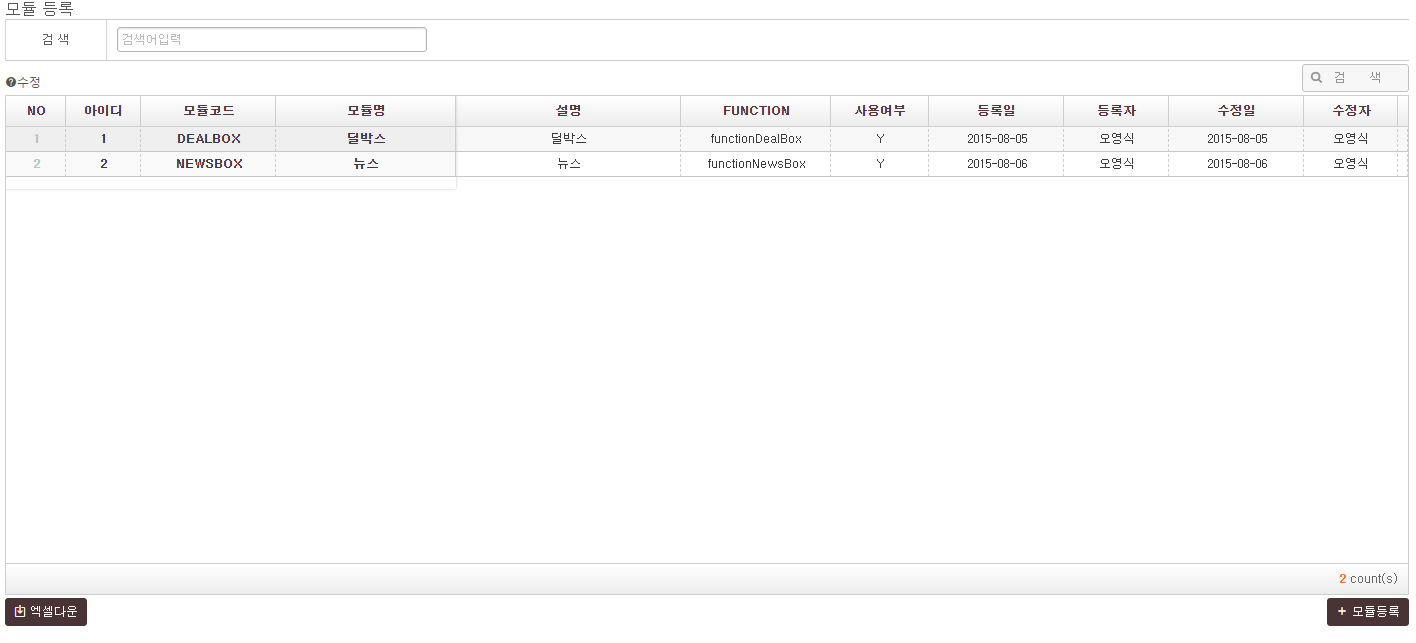 모듈 등록
검 색 검색어입력
수정 검 색
NO 아이디 모듈코드 모듈명 설명 FUNCTION 사용여부 등록일 등록자 수정일 수정자
1 1 DEALBOX 딜박스 딜박스 functionDealBox Y 2015-08-05 오영식 2015-08-05 오영식
2 2 NEWSBOX 뉴스 뉴스 functionNewsBox Y 2015-08-06 오영식 2015-08-06 오영식
2 count(s)
엑셀다운 + 모듈등록